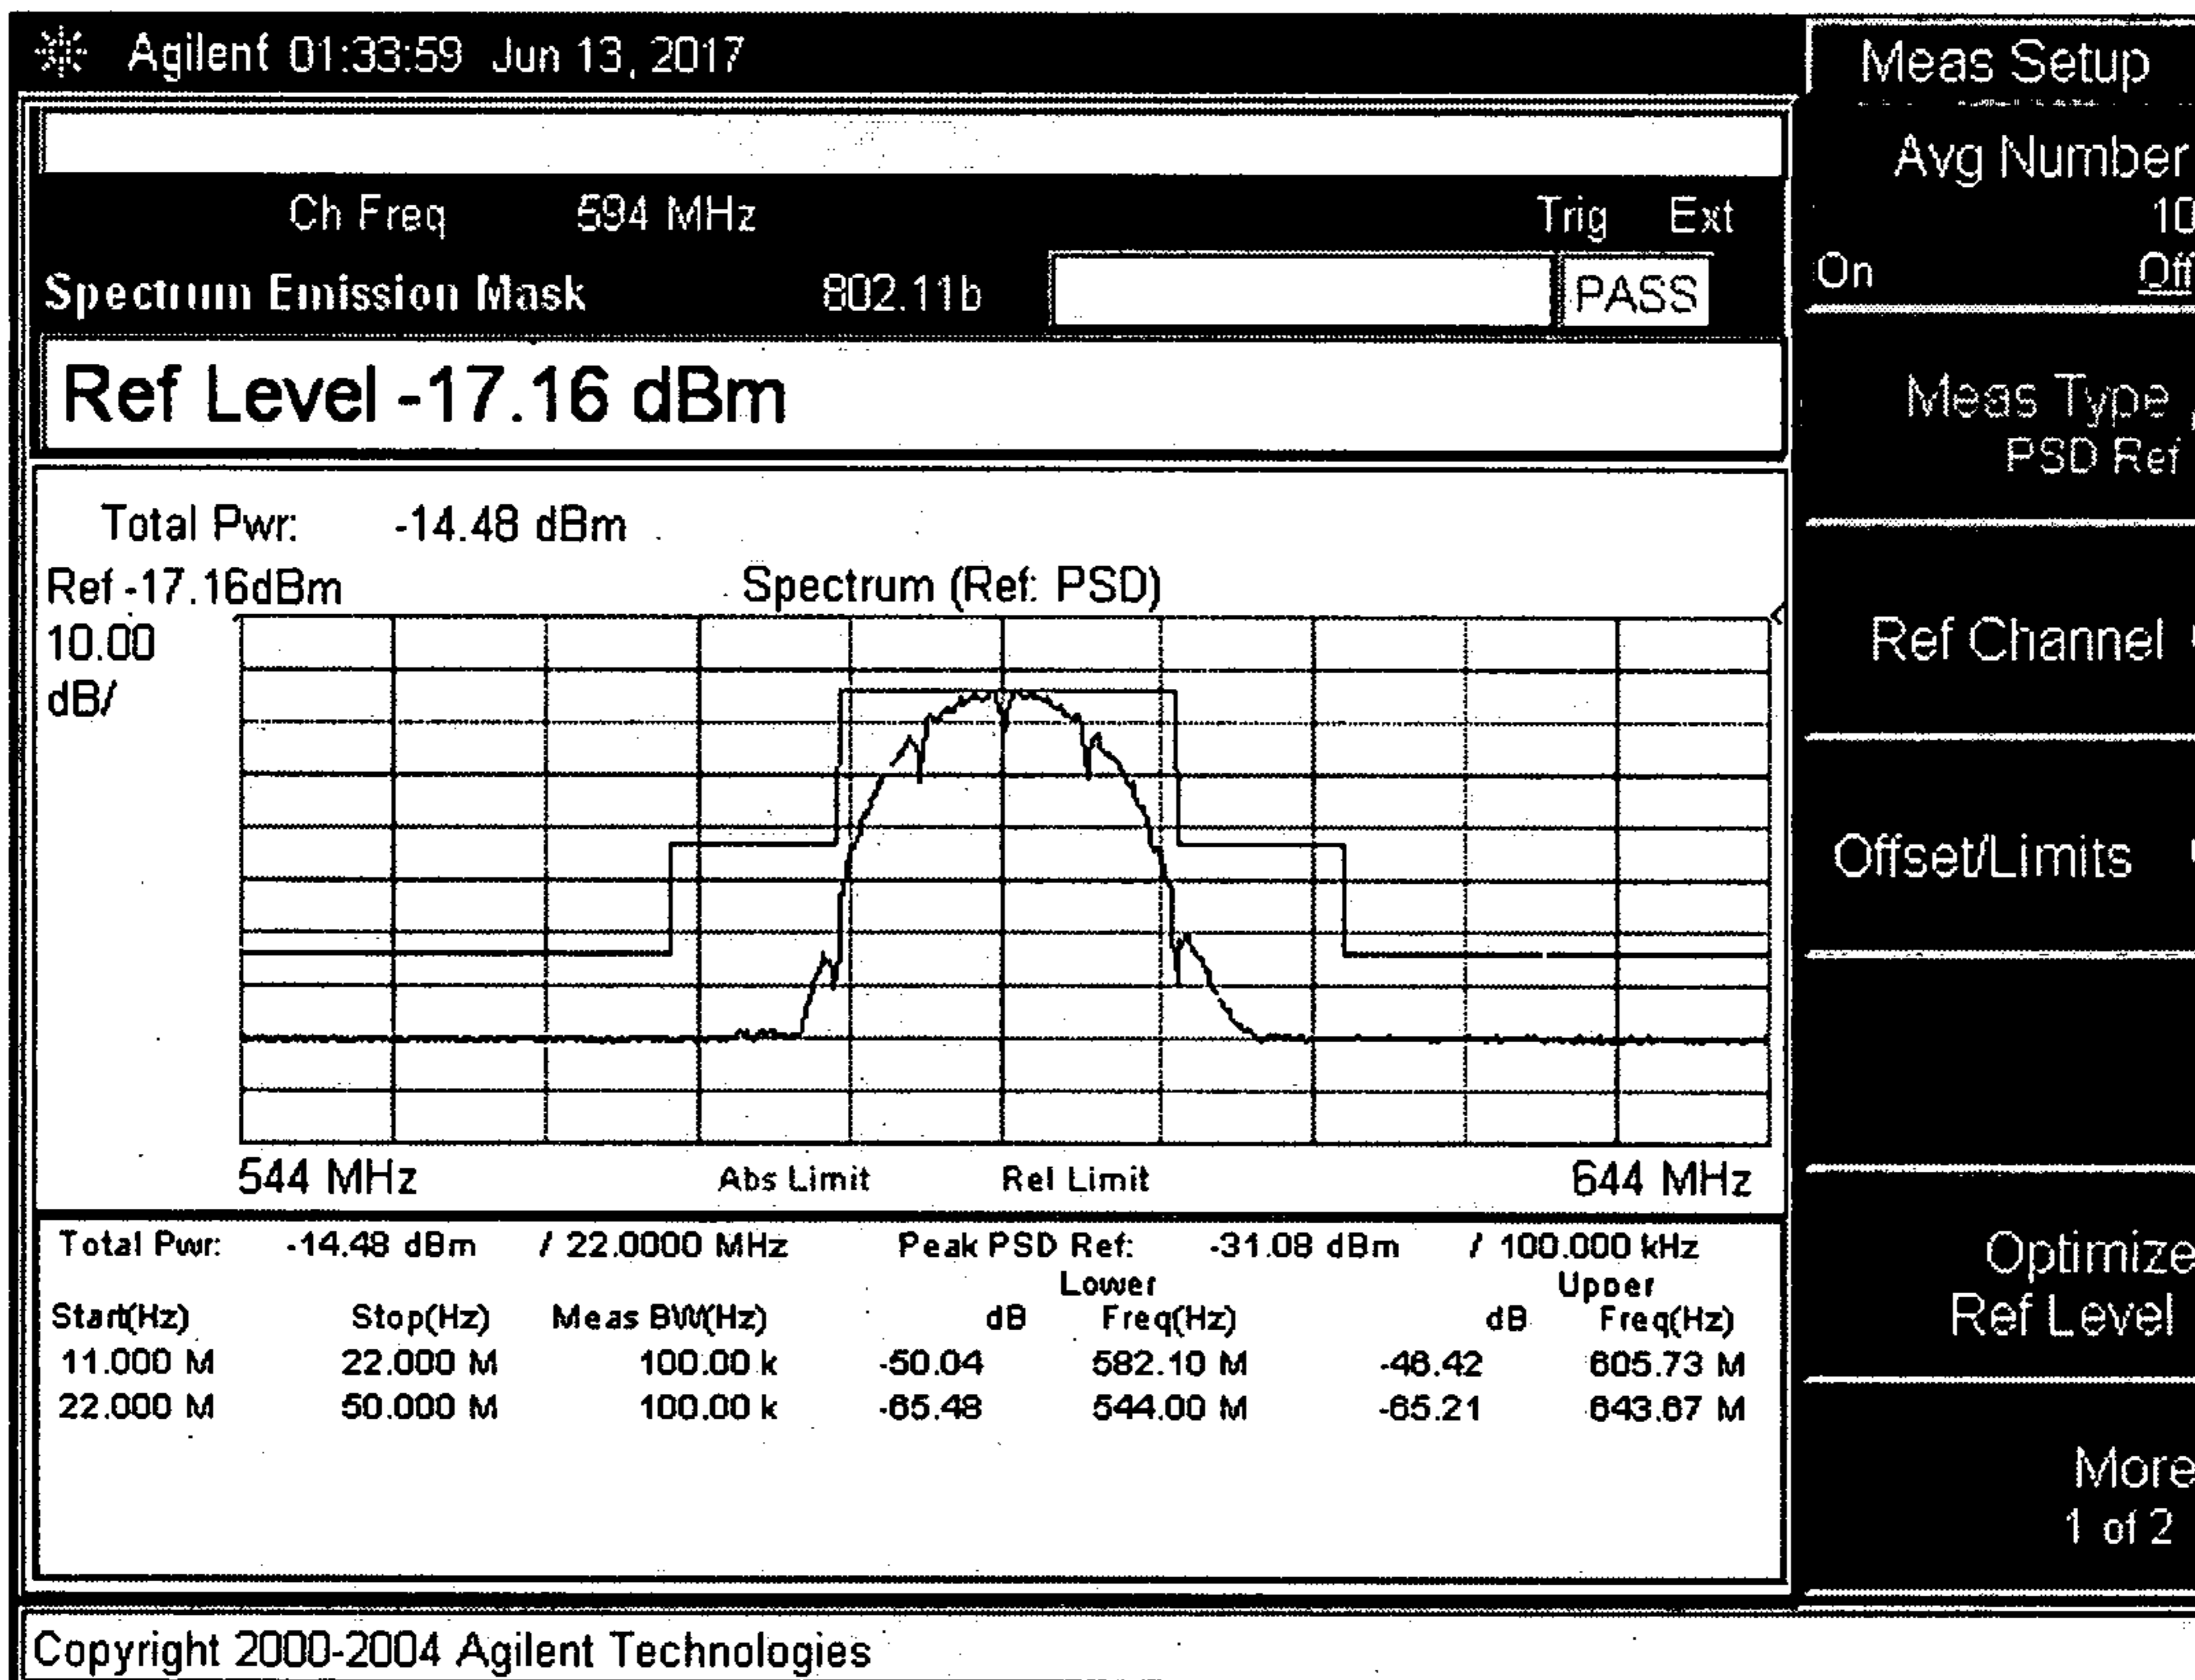 Agilent 01:33:59 Jun 13, 2017
Meas Setup
Ch Freq 594 MHz Trig Ext
Spectrum Emission Mask 802.11b PASS
Ref Level -17.16 dBm
Total Pwr: -14.48 dBm
Ref -17.16dBm Spectrum (Ref: PSD)
10.00
dB/
544 MHz Abs Limit Rel Limit 644 MHz
Total Pwr: -14.48 dBm / 22.0000 MHz Peak PSD Ref: -31.08 dBm / 100.000 kHz
Lower Upper
Start(Hz) Stop(Hz) Meas BW(Hz) dB Freq(Hz) dB Freq(Hz)
11.000 M 22.000 M 100.00 k -50.04 582.10 M -46.42 605.73 M
22.000 M 50.000 M 100.00 k -65.48 544.00 M -65.21 643.67 M
Copyright 2000-2004 Agilent Technologies
Avg Number
10
On Off
Meas Type
PSD Ref
Ref Channel
Offset/Limits
Optimize
Ref Level
More
1 of 2